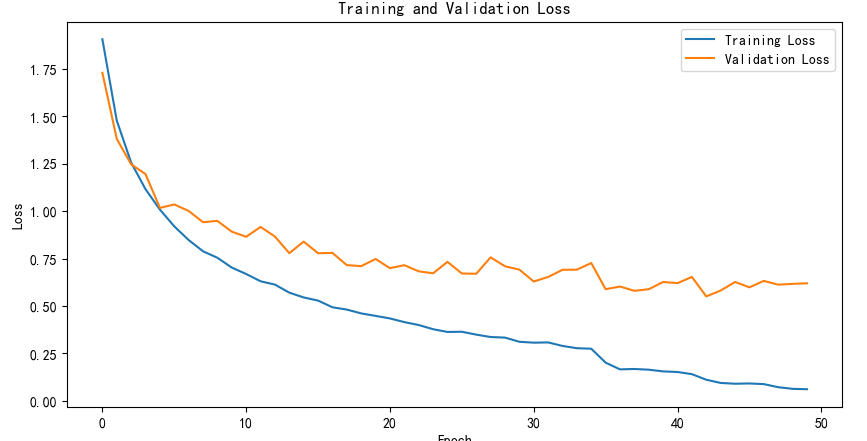 Training and Validation Loss
Training Loss
Validation Loss
1.75
1.50
1.25
1.00
0.75
0.50
0.25
0.00
Loss
0 10 20 30 40 50
Epoch